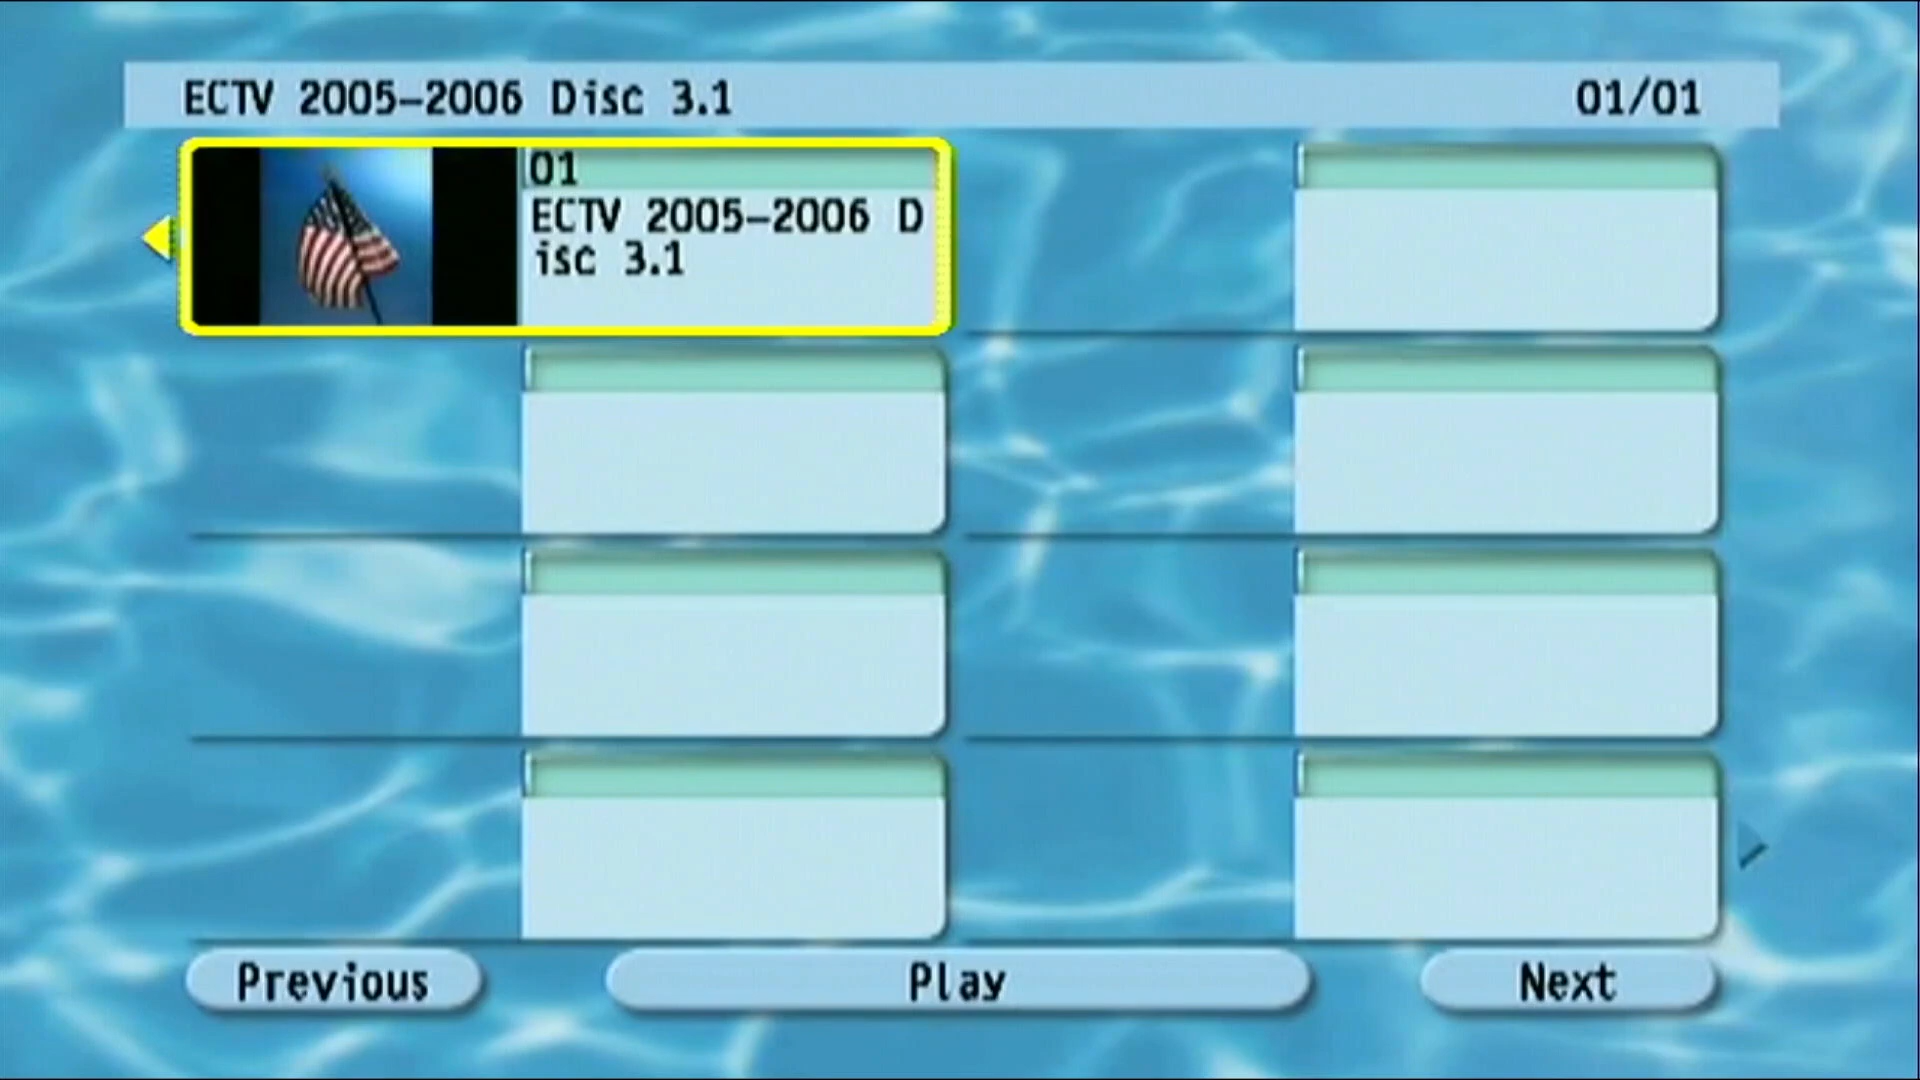 ECTV 2005-2006 Disc 3.1
01/01
01
ECTV 2005-2006 D
isc 3.1
Previous
Play
Next